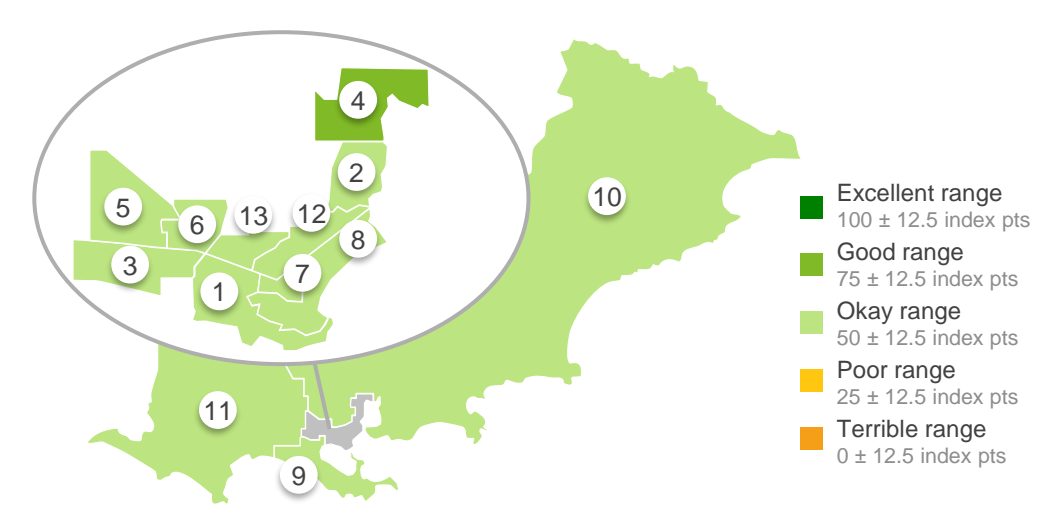 4
2
5
13
12
6
8
3
7
1
10
11
9
Excellent range
100 ± 12.5 index pts
Good range
75 ± 12.5 index pts
Okay range
50 ± 12.5 index pts
Poor range
25 ± 12.5 index pts
Terrible range
0 ± 12.5 index pts